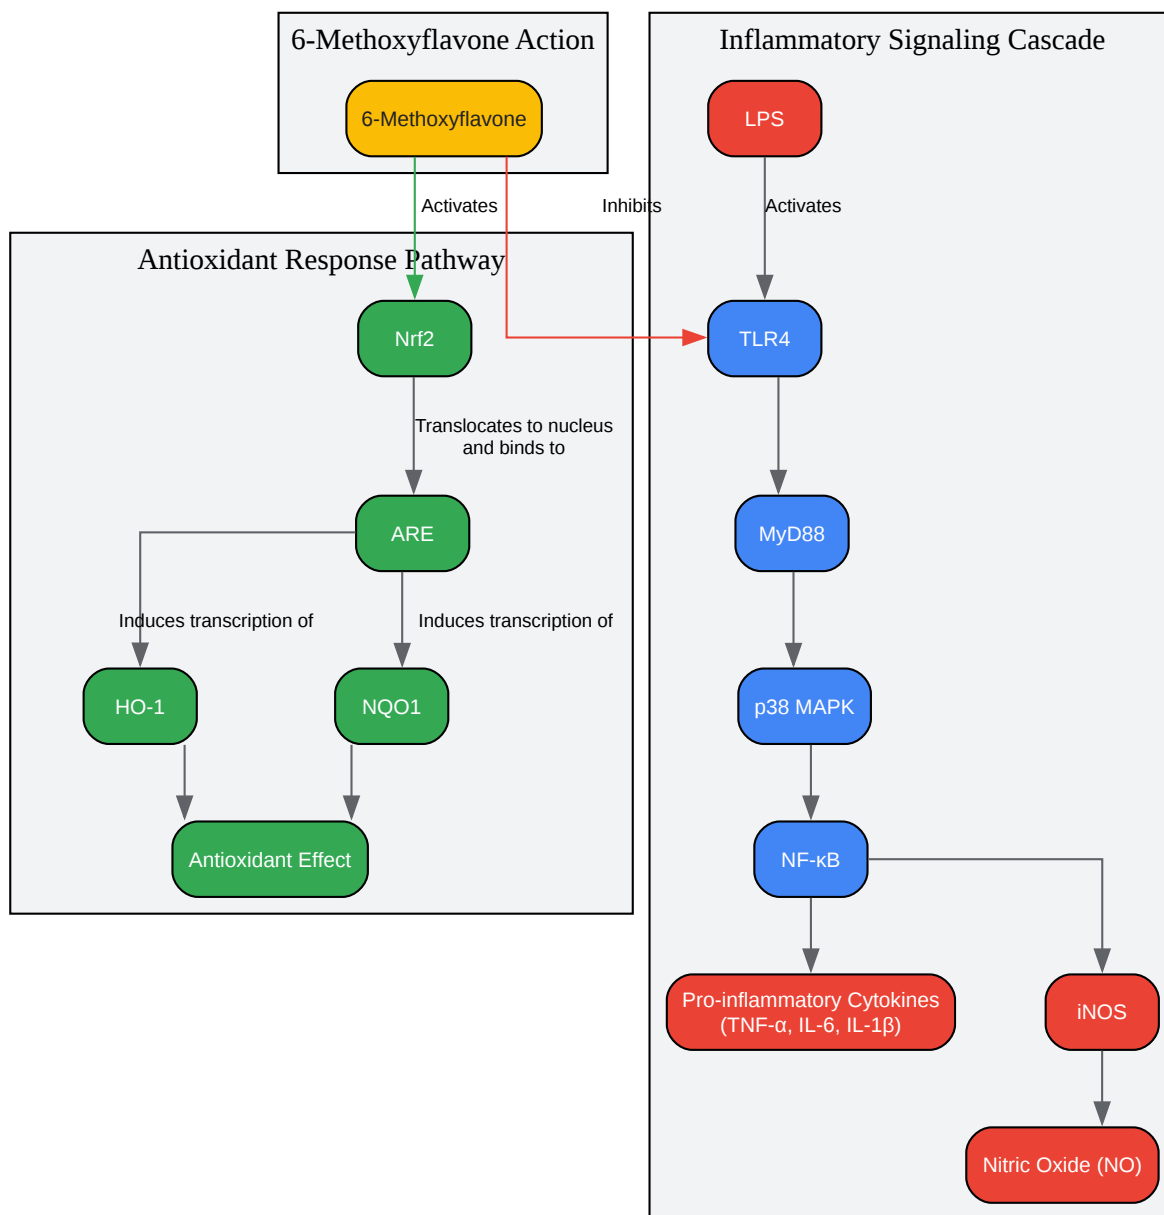 6-Methoxyflavone Action
Inflammatory Signaling Cascade
6-Methoxyflavone
LPS
Activates
Inhibits
Activates
Antioxidant Response Pathway
Nrf2
TLR4
Translocates to nucleus
and binds to
ARE
MyD88
Induces transcription of
Induces transcription of
HO-1
NQO1
p38 MAPK
Antioxidant Effect
NF-κB
Pro-inflammatory Cytokines
(TNF-α, IL-6, IL-1β)
iNOS
Nitric Oxide (NO)